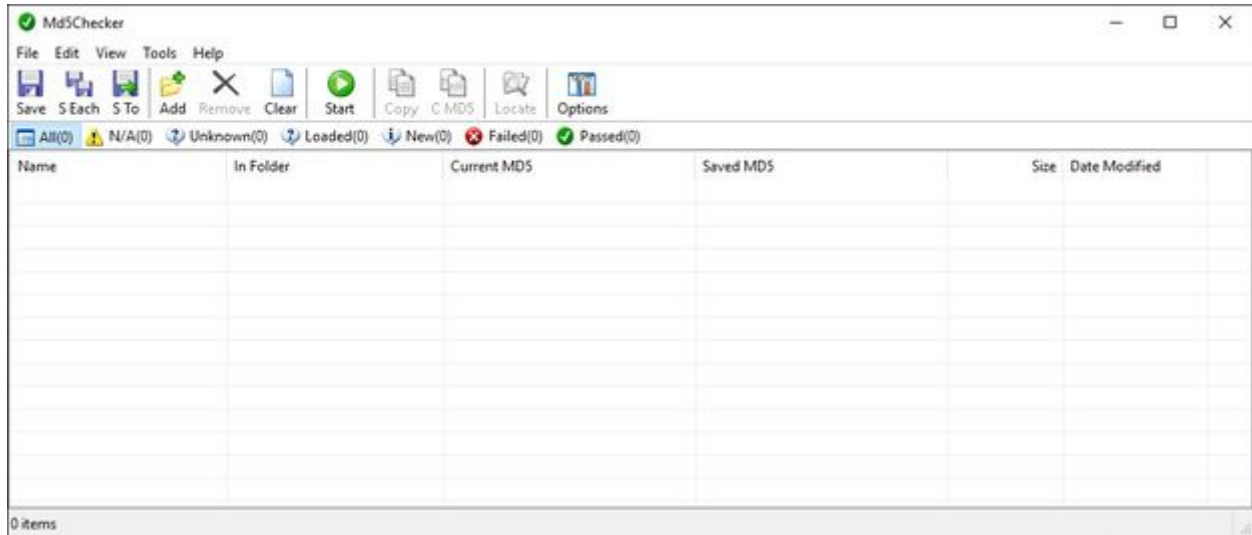 Md5Checker
File Edit View Tools Help
Save S Each S To Add Remove Clear Start Copy C MD5 Locate Options
All(0) N/A(0) Unknown(0) Loaded(0) New(0) Failed(0) Passed(0)
Name In Folder Current MD5 Saved MD5 Size Date Modified
0 items